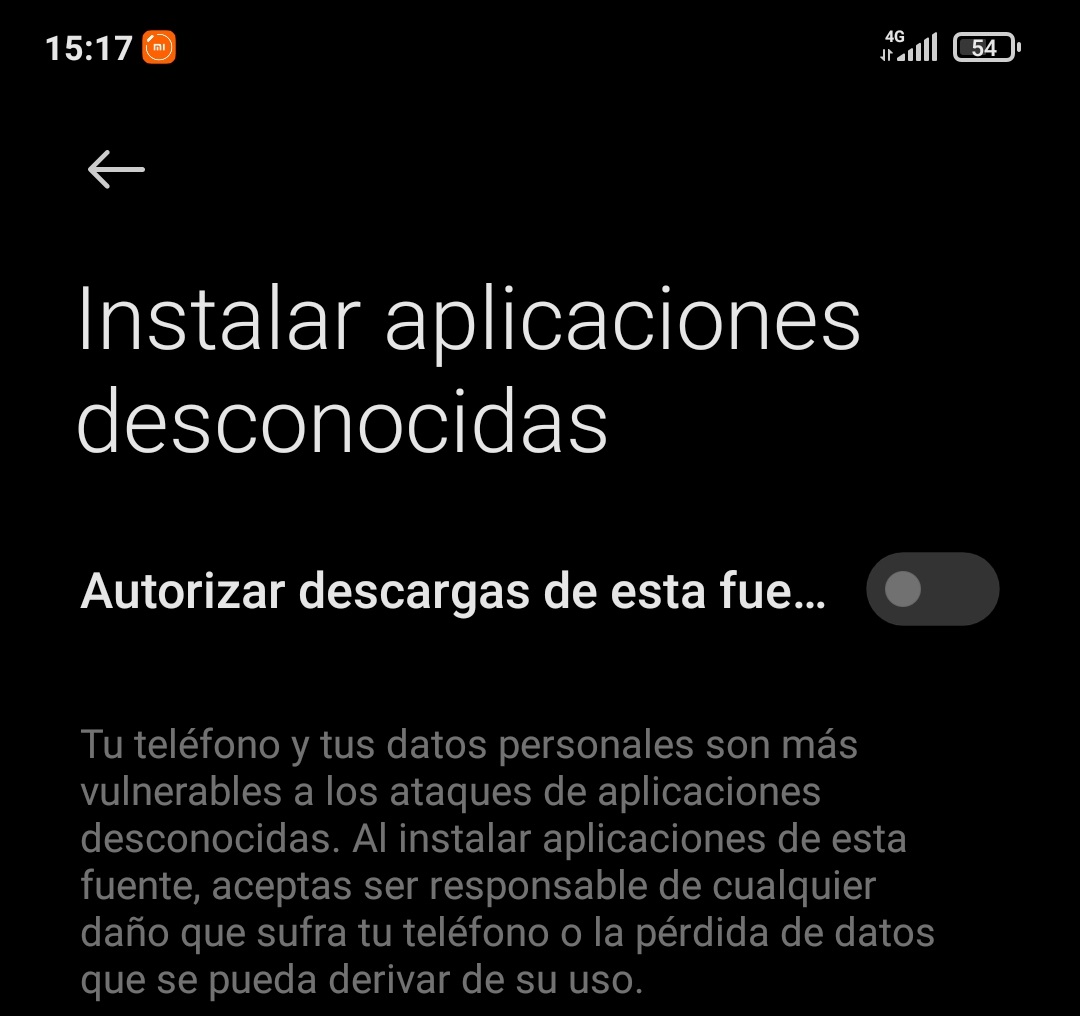 15:17
4G
54
Instalar aplicaciones
desconocidas
Autorizar descargas de esta fue...
Tu teléfono y tus datos personales son más
vulnerables a los ataques de aplicaciones
desconocidas. Al instalar aplicaciones de esta
fuente, aceptas ser responsable de cualquier
daño que sufra tu teléfono o la pérdida de datos
que se pueda derivar de su uso.